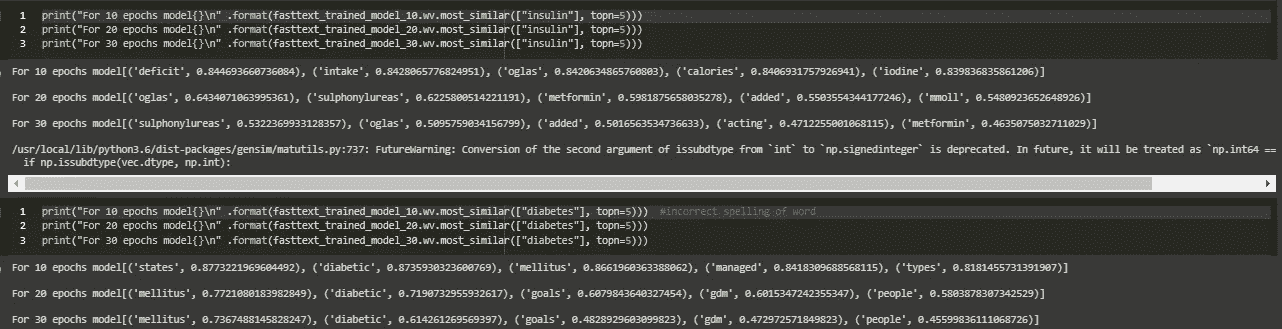 1 print("For 10 epochs model{}\n" .format(fasttext_trained_model_10.wv.most_similar(["insulin"], topn=5)))
2 print("For 20 epochs model{}\n" .format(fasttext_trained_model_20.wv.most_similar(["insulin"], topn=5)))
3 print("For 30 epochs model{}\n" .format(fasttext_trained_model_30.wv.most_similar(["insulin"], topn=5)))
For 10 epochs model[('deficit', 0.844693660736084), ('intake', 0.8428065776824951), ('oglas', 0.8420634865760803), ('calories', 0.8406931757926941), ('iodine', 0.839836835861206)]
For 20 epochs model[('oglas', 0.6434071063995361), ('sulphonylureas', 0.6225800514221191), ('metformin', 0.5981875658035278), ('added', 0.5503554344177246), ('mmoll', 0.5480923652648926)]
For 30 epochs model[('sulphonylureas', 0.5322369933128357), ('oglas', 0.5095759034156799), ('added', 0.5016563534736633), ('acting', 0.4712255001068115), ('metformin', 0.4635075032711029)]
/usr/local/lib/python3.6/dist-packages/gensim/matutils.py:737: FutureWarning: Conversion of the second argument of issubdtype from `int` to `np.signedinteger` is deprecated. In future, it will be treated as `np.int64 ==
if np.issubdtype(vec.dtype, np.int):
1 print("For 10 epochs model{}\n" .format(fasttext_trained_model_10.wv.most_similar(["diabetes"], topn=5))) #incorrect spelling of word
2 print("For 20 epochs model{}\n" .format(fasttext_trained_model_20.wv.most_similar(["diabetes"], topn=5)))
3 print("For 30 epochs model{}\n" .format(fasttext_trained_model_30.wv.most_similar(["diabetes"], topn=5)))
For 10 epochs model[('states', 0.8773221969604492), ('diabetic', 0.8735930323600769), ('mellitus', 0.8661960363388062), ('managed', 0.8418309688568115), ('types', 0.8181455731391907)]
For 20 epochs model[('mellitus', 0.7721080183982849), ('diabetic', 0.7190732955932617), ('goals', 0.6079843640327454), ('gdm', 0.6015347242355347), ('people', 0.5803878307342529)]
For 30 epochs model[('mellitus', 0.7367488145828247), ('diabetic', 0.614261269569397), ('goals', 0.4828929603099823), ('gdm', 0.472972571849823), ('people', 0.45599836111068726)]